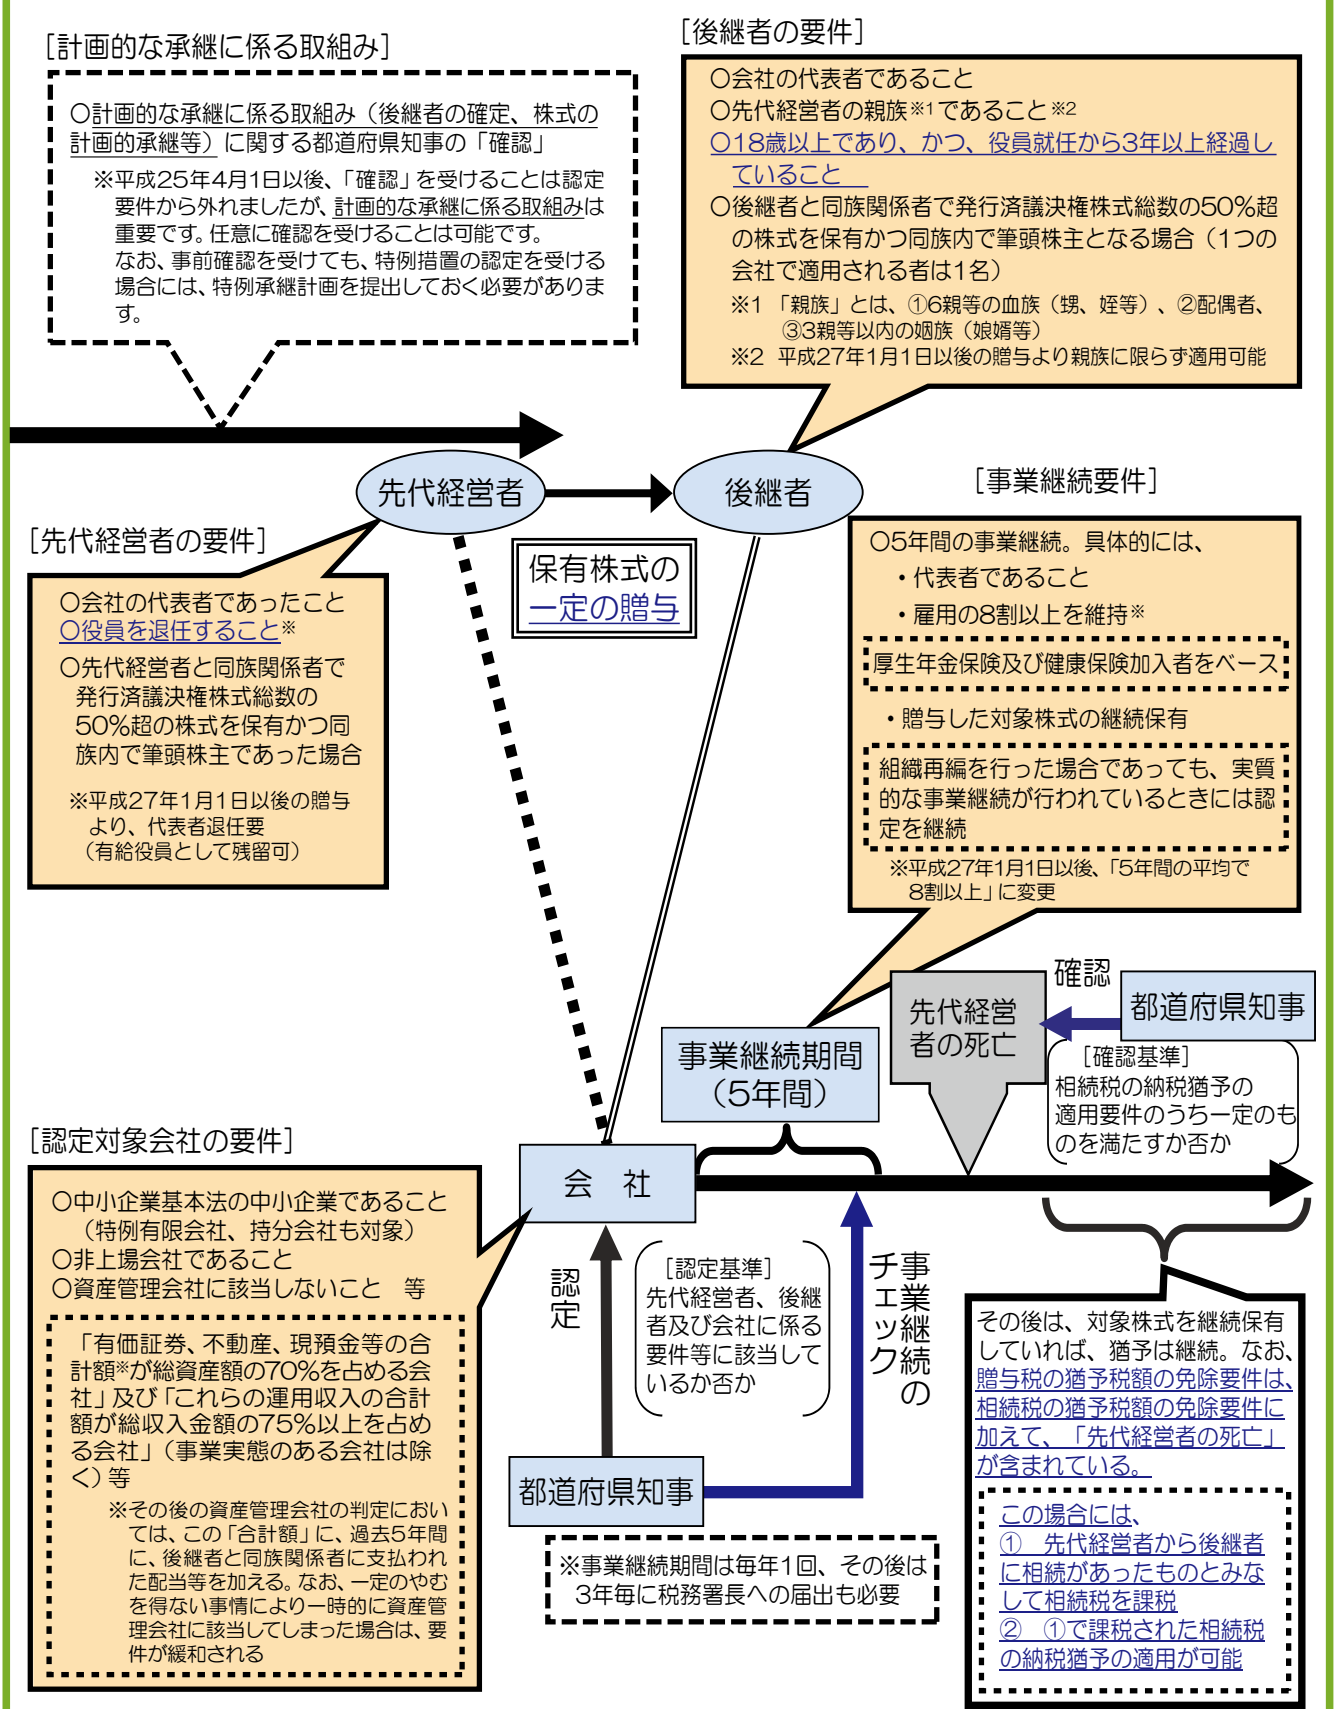 [計画的な承継に係る取組み]
○計画的な承継に係る取組み（後継者の確定、株式の
計画的承継等）に関する都道府県知事の「確認」
※平成25年4月1日以後、「確認」を受けることは認定
要件から外れましたが、計画的な承継に係る取組みは
重要です。任意に確認を受けることは可能です。
なお、事前確認を受けても、特例措置の認定を受ける
場合には、特例承継計画を提出しておく必要がありま
す。
[後継者の要件]
○会社の代表者であること
○先代経営者の親族※1であること※2
○18歳以上であり、かつ、役員就任から3年以上経過し
ていること
○後継者と同族関係者で発行済議決権株式総数の50％超
の株式を保有かつ同族内で筆頭株主となる場合（1つの
会社で適用される者は1名）
※1 「親族」とは、①6親等の血族（甥、姪等）、②配偶者、
③3親等以内の姻族（娘婿等）
※2 平成27年1月1日以後の贈与より親族に限らず適用可能
先代経営者
後継者
[先代経営者の要件]
○会社の代表者であったこと
○役員を退任すること※
○先代経営者と同族関係者で
発行済議決権株式総数の
50％超の株式を保有かつ同
族内で筆頭株主であった場合
※平成27年1月1日以後の贈与
より、代表者退任要
（有給役員として残留可）
保有株式の
一定の贈与
[事業継続要件]
○5年間の事業継続。具体的には、
・代表者であること
・雇用の8割以上を維持※
厚生年金保険及び健康保険加入者をベース
・贈与した対象株式の継続保有
組織再編を行った場合であっても、実質
的な事業継続が行われているときには認
定を継続
※平成27年1月1日以後、「5年間の平均で
8割以上」に変更
事業継続期間
（5年間）
先代経営
者の死亡
確認
都道府県知事
[確認基準]
相続税の納税猶予の
適用要件のうち一定のも
のを満たすか否か
[認定対象会社の要件]
○中小企業基本法の中小企業であること
（特例有限会社、持分会社も対象）
○非上場会社であること
○資産管理会社に該当しないこと 等
「有価証券、不動産、現預金等の合
計額※が総資産額の70％を占める会
社」及び「これらの運用収入の合計
額が総収入金額の75％以上を占め
る会社」（事業実態のある会社は除
く）等
※その後の資産管理会社の判定におい
ては、この「合計額」に、過去5年間
に、後継者と同族関係者に支払われ
た配当等を加える。なお、一定のやむ
を得ない事情により一時的に資産管
理会社に該当してしまった場合は、要
件が緩和される
会 社
認定
[認定基準]
先代経営者、後継
者及び会社に係る
要件等に該当して
いるか否か
事業継続の
チェック
都道府県知事
※事業継続期間は毎年1回、その後は
3年毎に税務署長への届出も必要
その後は、対象株式を継続保有
していれば、猶予は継続。なお、
贈与税の猶予税額の免除要件は、
相続税の猶予税額の免除要件に
加えて、「先代経営者の死亡」
が含まれている。
この場合には、
① 先代経営者から後継者
に相続があったものとみな
して相続税を課税
② ①で課税された相続税
の納税猶予の適用が可能